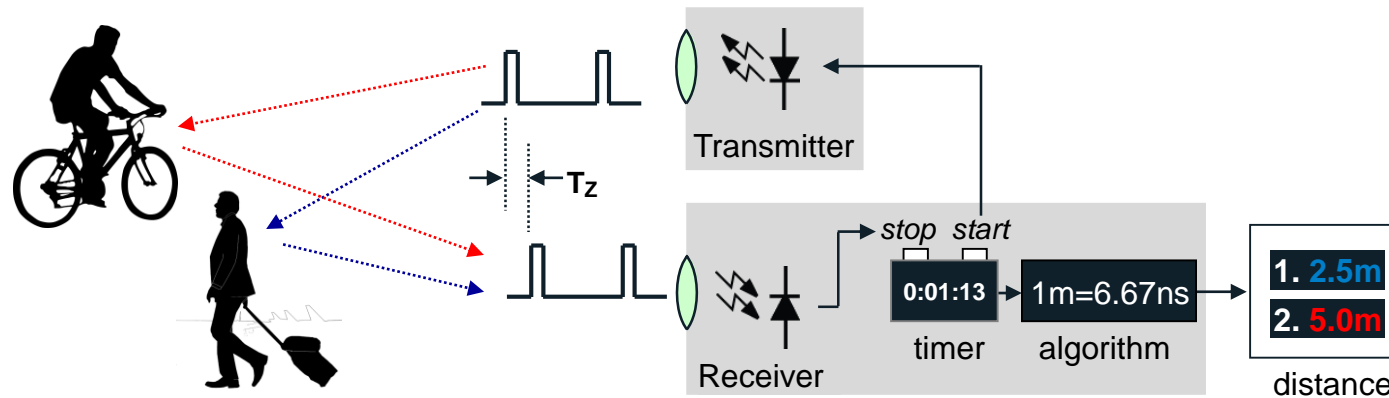 Transmitter
T_Z
stop start
0:01:13
1m=6.67ns
1. 2.5m
2. 5.0m
timer
algorithm
Receiver
distance